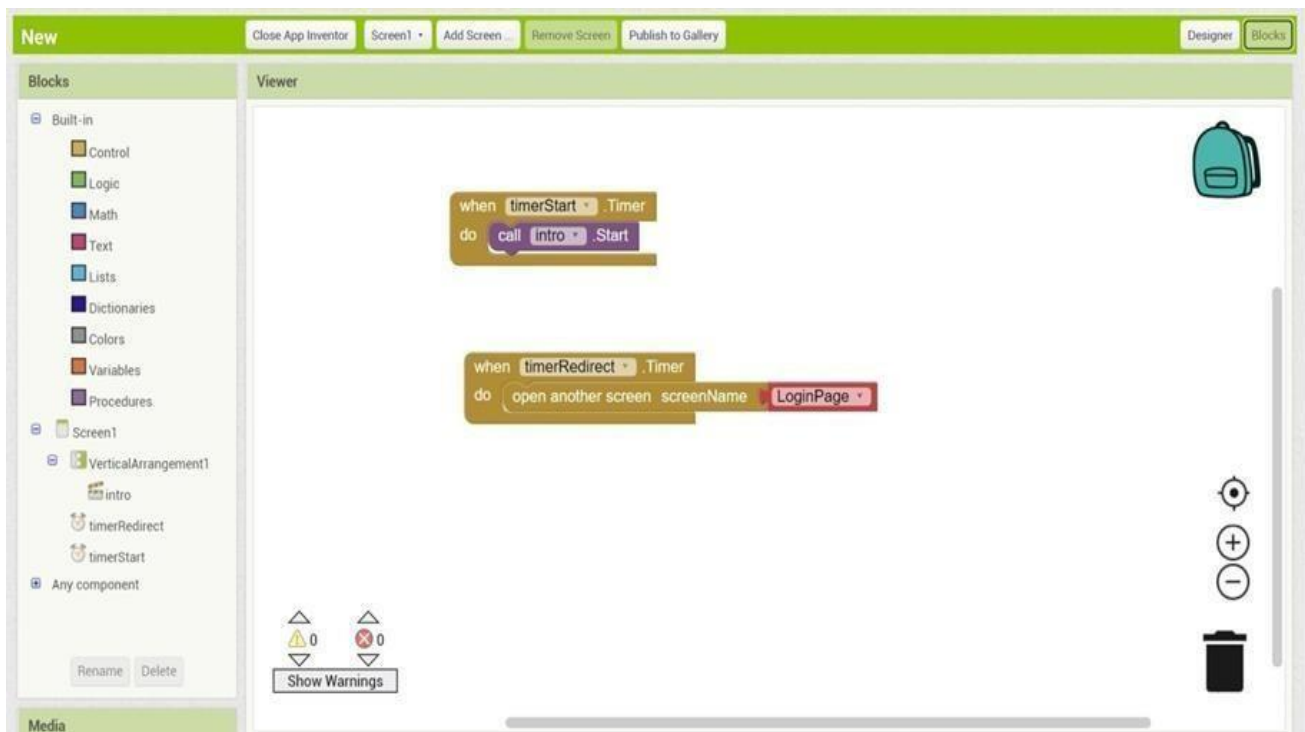 New
Close App Inventor
Screen1
Add Screen ...
Remove Screen
Publish to Gallery
Designer
Blocks
Blocks
Viewer
Built-in
Control
Logic
Math
Text
Lists
Dictionaries
Colors
Variables
Procedures
Screen1
VerticalArrangement1
intro
timerRedirect
timerStart
Any component
Rename Delete
Media
when timerStart .Timer
do call intro .Start
when timerRedirect .Timer
do open another screen screenName LoginPage
0 0
Show Warnings